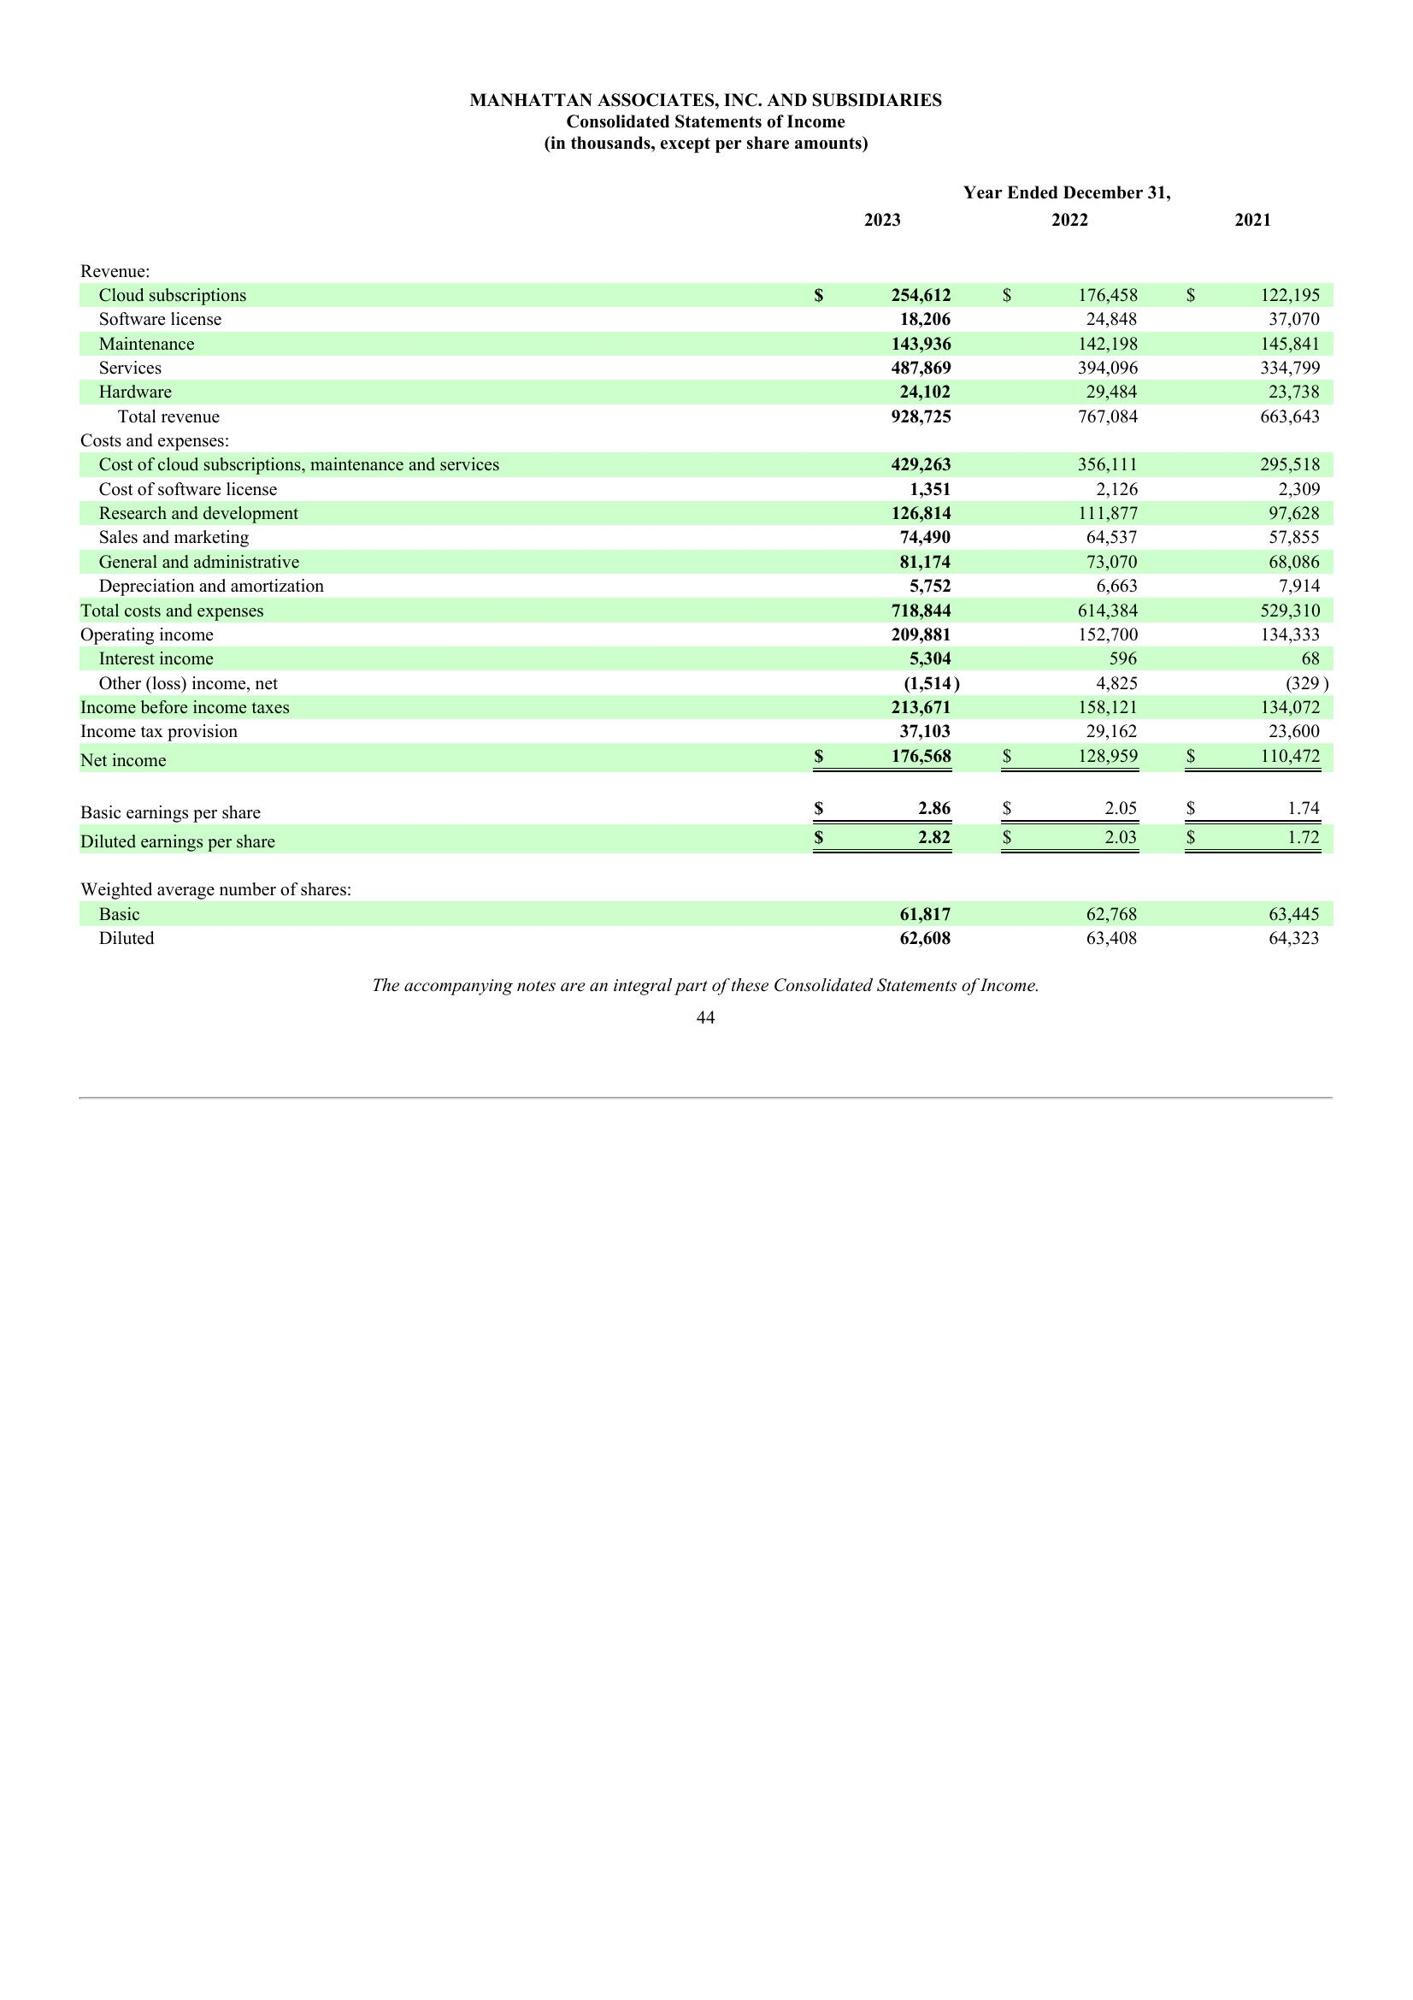 MANHATTAN ASSOCIATES, INC. AND SUBSIDIARIES
Consolidated Statements of Income
(in thousands, except per share amounts)
Year Ended December 31,
2023 2022 2021
Revenue:
Cloud subscriptions $ 254,612 $ 176,458 $ 122,195
Software license 18,206 24,848 37,070
Maintenance 143,936 142,198 145,841
Services 487,869 394,096 334,799
Hardware 24,102 29,484 23,738
Total revenue 928,725 767,084 663,643
Costs and expenses:
Cost of cloud subscriptions, maintenance and services 429,263 356,111 295,518
Cost of software license 1,351 2,126 2,309
Research and development 126,814 111,877 97,628
Sales and marketing 74,490 64,537 57,855
General and administrative 81,174 73,070 68,086
Depreciation and amortization 5,752 6,663 7,914
Total costs and expenses 718,844 614,384 529,310
Operating income 209,881 152,700 134,333
Interest income 5,304 596 68
Other (loss) income, net (1,514 ) 4,825 (329 )
Income before income taxes 213,671 158,121 134,072
Income tax provision 37,103 29,162 23,600
Net income $ 176,568 $ 128,959 $ 110,472
Basic earnings per share $ 2.86 $ 2.05 $ 1.74
Diluted earnings per share $ 2.82 $ 2.03 $ 1.72
Weighted average number of shares:
Basic 61,817 62,768 63,445
Diluted 62,608 63,408 64,323
The accompanying notes are an integral part of these Consolidated Statements of Income.
44